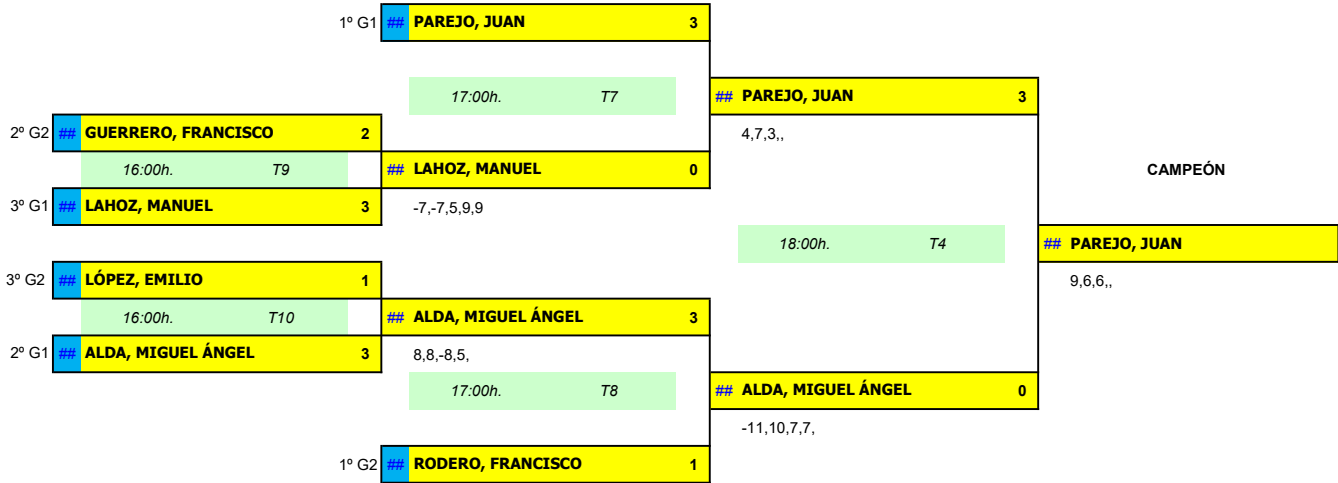 1º G1 ## PAREJO, JUAN 3
17:00h. T7 ## PAREJO, JUAN 3
2º G2 ## GUERRERO, FRANCISCO 2 4,7,3,,
16:00h. T9 ## LAHOZ, MANUEL 0 CAMPEÓN
3º G1 ## LAHOZ, MANUEL 3 -7,-7,5,9,9
18:00h. T4 ## PAREJO, JUAN
3º G2 ## LÓPEZ, EMILIO 1 9,6,6,,
16:00h. T10 ## ALDA, MIGUEL ÁNGEL 3
2º G1 ## ALDA, MIGUEL ÁNGEL 3 8,8,-8,5,
17:00h. T8 ## ALDA, MIGUEL ÁNGEL 0
-11,10,7,7,
1º G2 ## RODERO, FRANCISCO 1